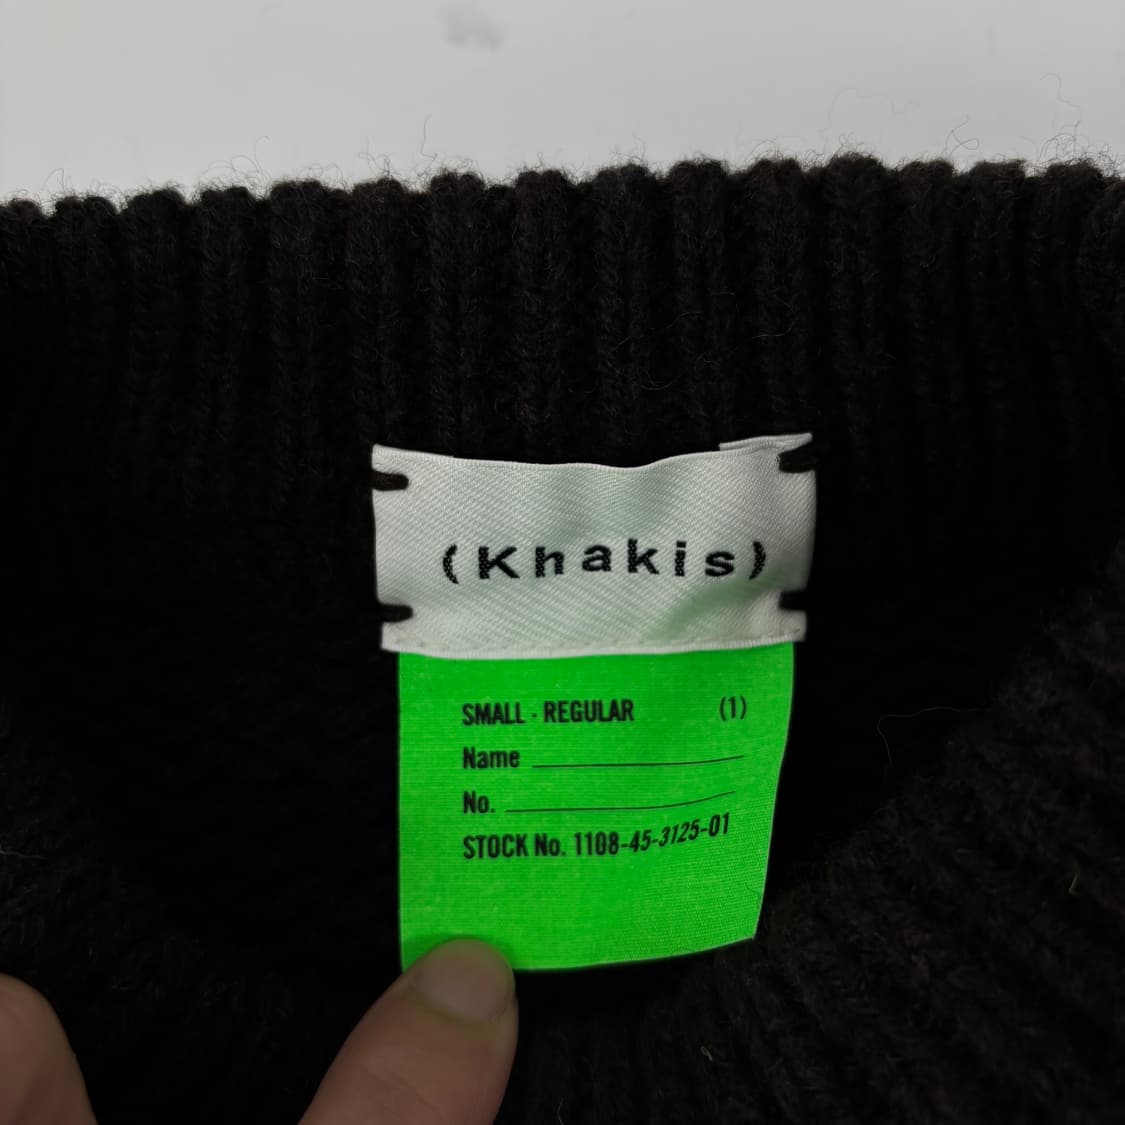 (Khakis)
SMALL - REGULAR (1)
Name
No.
STOCK No. 1108-45-3125-01